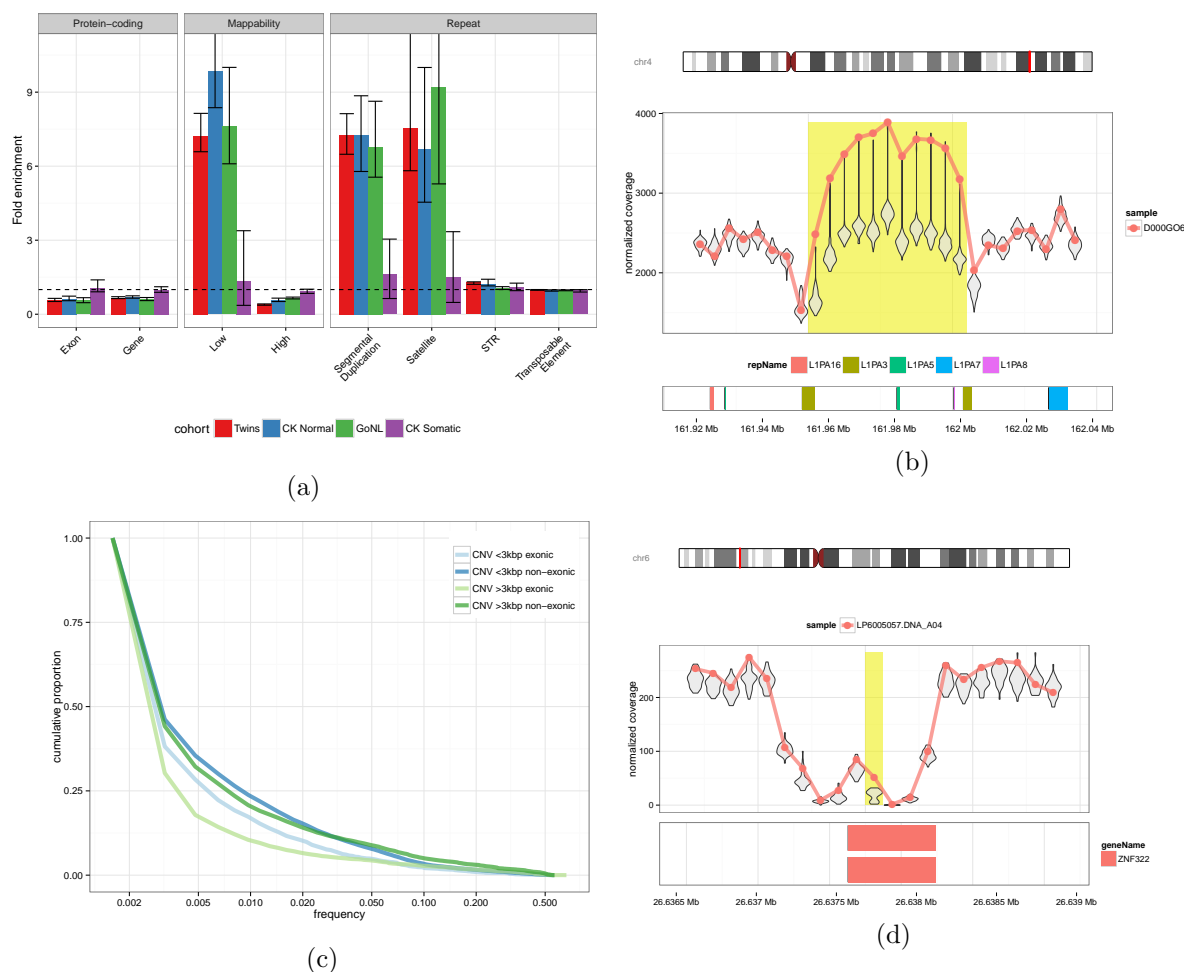 Protein−coding Mappability Repeat
9
6
3
0
Fold enrichment
Exon
Gene
Low
High
Segmental
Duplication
Satellite
STR
Transposable
Element
cohort Twins CK Normal GoNL CK Somatic
(a)
chr4
4000
3000
2000
normalized coverage
sample
D000GO6
repName L1PA16 L1PA3 L1PA5 L1PA7 L1PA8
161.92 Mb 161.94 Mb 161.96 Mb 161.98 Mb 162 Mb 162.02 Mb 162.04 Mb
(b)
1.00
0.75
0.50
0.25
0.00
cumulative proportion
CNV <3kbp exonic
CNV <3kbp non−exonic
CNV >3kbp exonic
CNV >3kbp non−exonic
0.002 0.005 0.010 0.020 0.050 0.100 0.200 0.500
frequency
(c)
chr6
sample LP6005057.DNA_A04
200
100
0
normalized coverage
geneName
ZNF322
26.6365 Mb 26.637 Mb 26.6375 Mb 26.638 Mb 26.6385 Mb 26.639 Mb
(d)